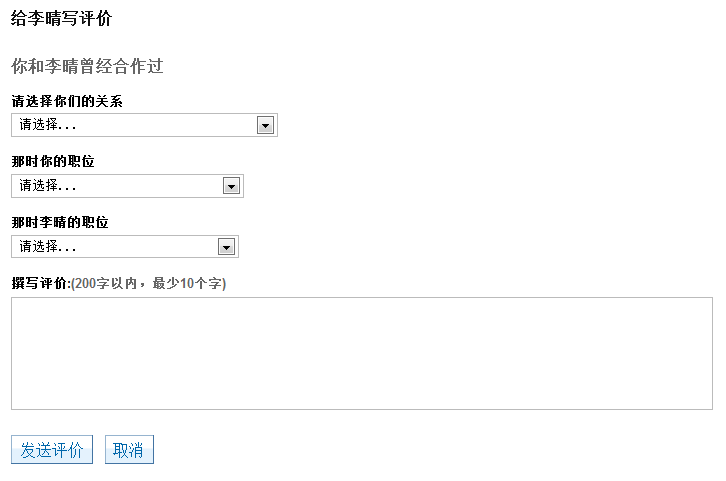 给李晴写评价
你和李晴曾经合作过
请选择你们的关系
请选择...
那时你的职位
请选择...
那时李晴的职位
请选择...
撰写评价:(200字以内，最少10个字)
发送评价 取消